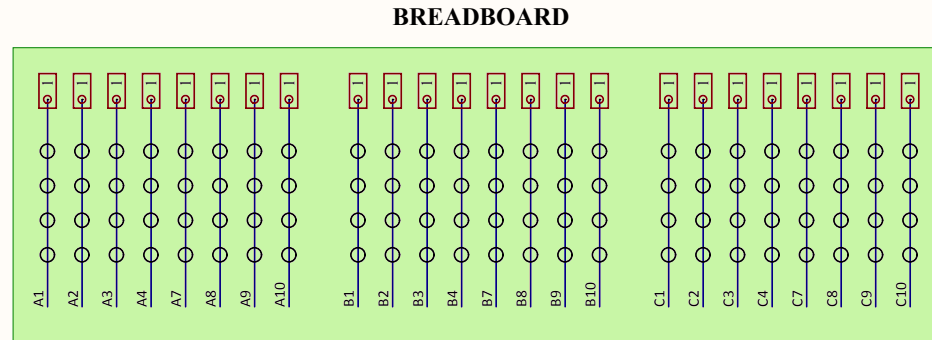 BREADBOARD
1 1 1 1 1 1 1 1 1 1 1 1 1 1 1 1 1 1 1 1 1 1 1 1
A1 A2 A3 A4 A7 A8 A9 A10 B1 B2 B3 B4 B7 B8 B9 B10 C1 C2 C3 C4 C7 C8 C9 C10